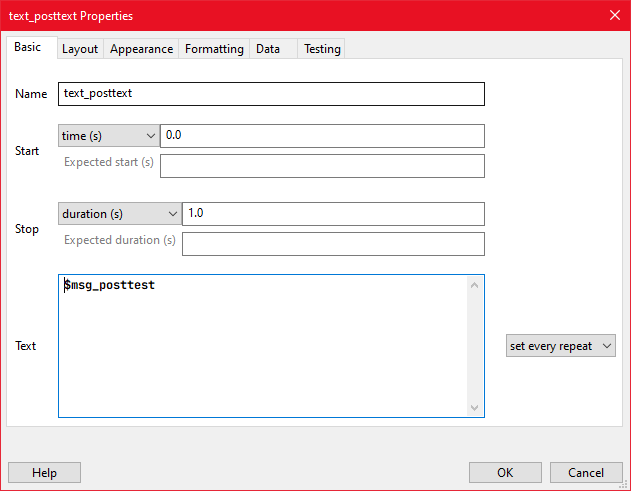 text_posttext Properties
Basic Layout Appearance Formatting Data Testing
Name text_posttext
Start time (s) 0.0
Expected start (s)
Stop duration (s) 1.0
Expected duration (s)
$msg_posttest
Text set every repeat
Help OK Cancel